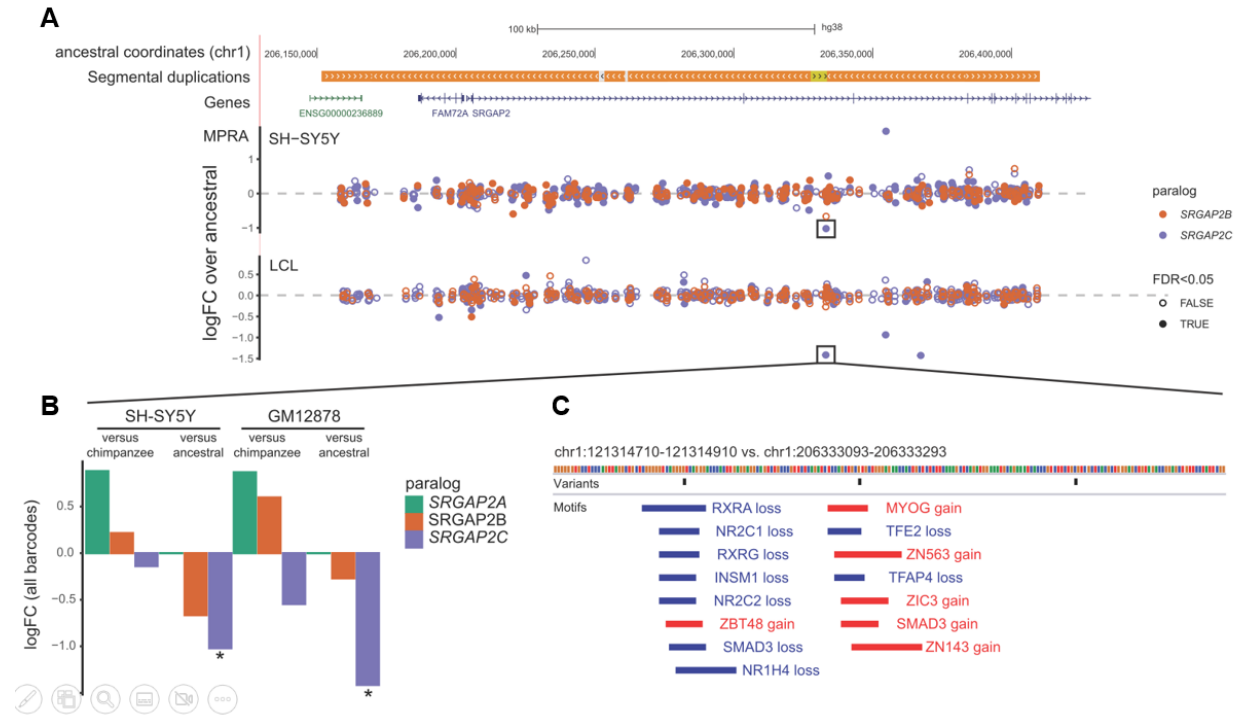 A
100 kb
hg38
ancestral coordinates (chr1)
206,150,000 206,200,000 206,250,000 206,300,000 206,350,000 206,400,000
Segmental duplications
Genes
ENSG00000236889
FAM72A SRGAP2
MPRA
SH-SY5Y
logFC over ancestral
1
0
−1
LCL
0.5
0.0
−0.5
−1.0
−1.5
paralog
SRGAP2B
SRGAP2C
FDR<0.05
FALSE
TRUE
B
SH-SY5Y GM12878
versus chimpanzee
versus ancestral
versus chimpanzee
versus ancestral
logFC (all barcodes)
0.5
0.0
−0.5
−1.0
*
*
paralog
SRGAP2A
SRGAP2B
SRGAP2C
C
chr1:121314710-121314910 vs. chr1:206333093-206333293
Variants
Motifs
RXRA loss
NR2C1 loss
RXRG loss
INSM1 loss
NR2C2 loss
ZBT48 gain
SMAD3 loss
NR1H4 loss
MYOG gain
TFE2 loss
ZN563 gain
TFAP4 loss
ZIC3 gain
SMAD3 gain
ZN143 gain